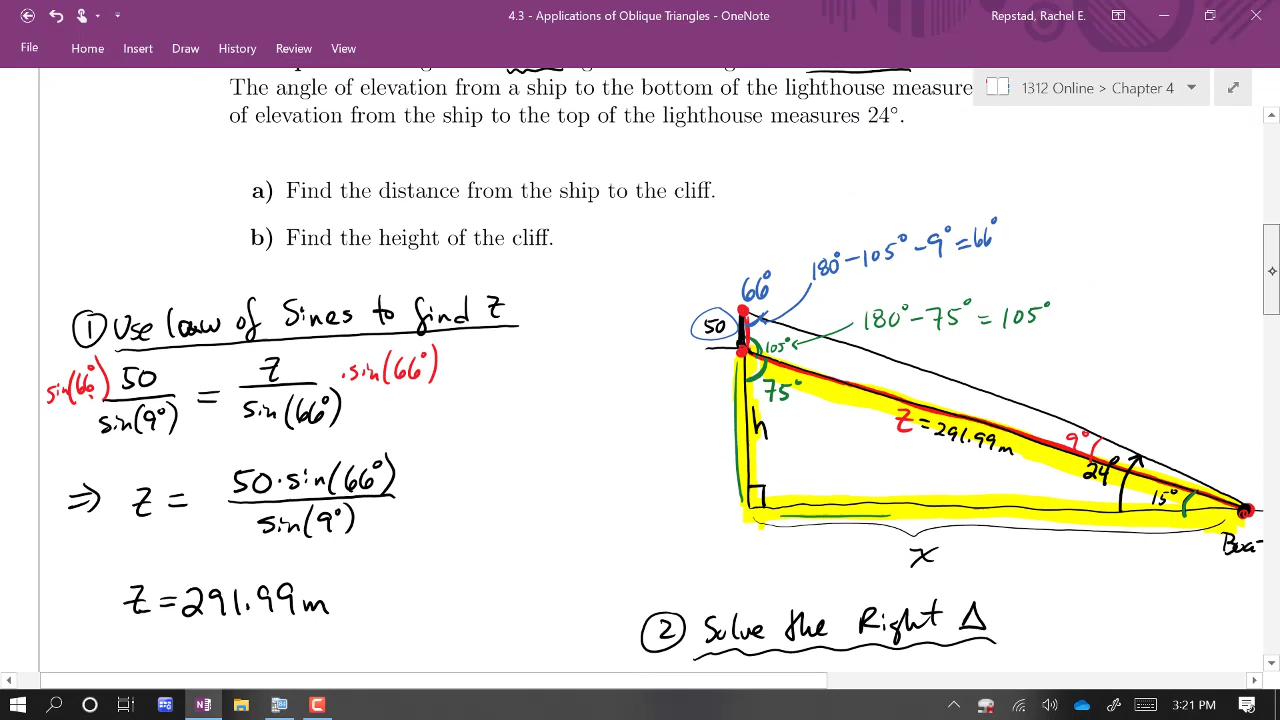 4.3 - Applications of Oblique Triangles - OneNote
Repstad, Rachel E.
File Home Insert Draw History Review View
1312 Online > Chapter 4
The angle of elevation from a ship to the bottom of the lighthouse measure
of elevation from the ship to the top of the lighthouse measures 24°.
a) Find the distance from the ship to the cliff.
b) Find the height of the cliff.
① Use law of Sines to find z
sin(66°) 50/sin(9°) = z/sin(66°) · sin(66°)
⇒ z = 50·sin(66°)/sin(9°)
z = 291.99m
180° - 105° - 9° = 66°
66°
180° - 75° = 105°
50
105°
75°
h
z = 291.99m
9°
24°
15°
x
Boa
② Solve the Right Δ
3:21 PM